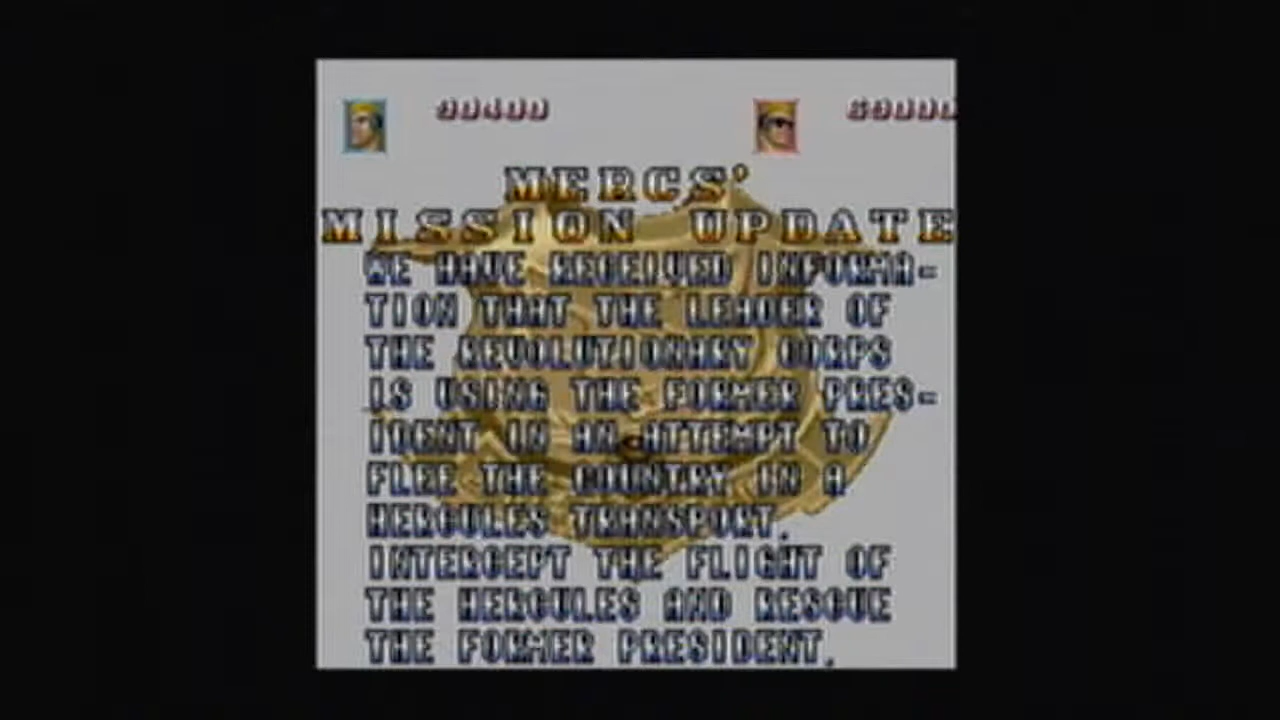 00400
60000
MERCS'
MISSION UPDATE
WE HAVE RECEIVED INFORMA-
TION THAT THE LEADER OF
THE REVOLUTIONARY CORPS
IS USING THE FORMER PRES-
IDENT IN AN ATTEMPT TO
FLEE THE COUNTRY IN A
HERCULES TRANSPORT.
INTERCEPT THE FLIGHT OF
THE HERCULES AND RESCUE
THE FORMER PRESIDENT.